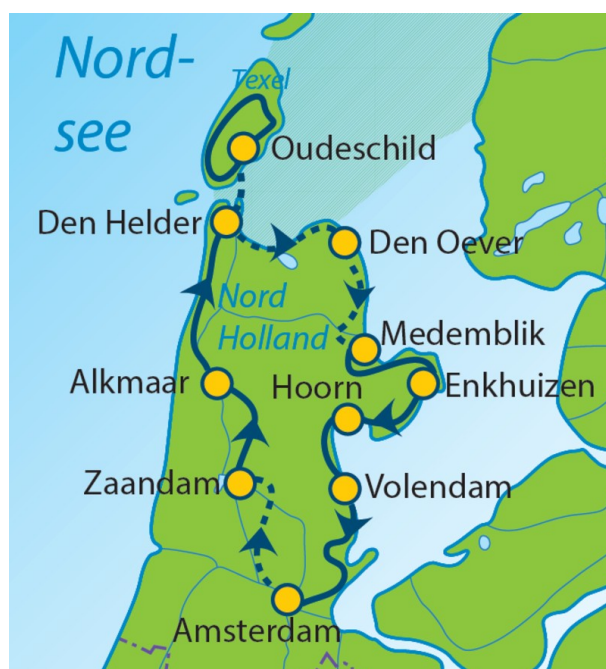 Nord-
see
Texel
Oudeschild
Den Helder
Den Oever
Nord
Holland
Medemblik
Alkmaar
Hoorn
Enkhuizen
Zaandam
Volendam
Amsterdam